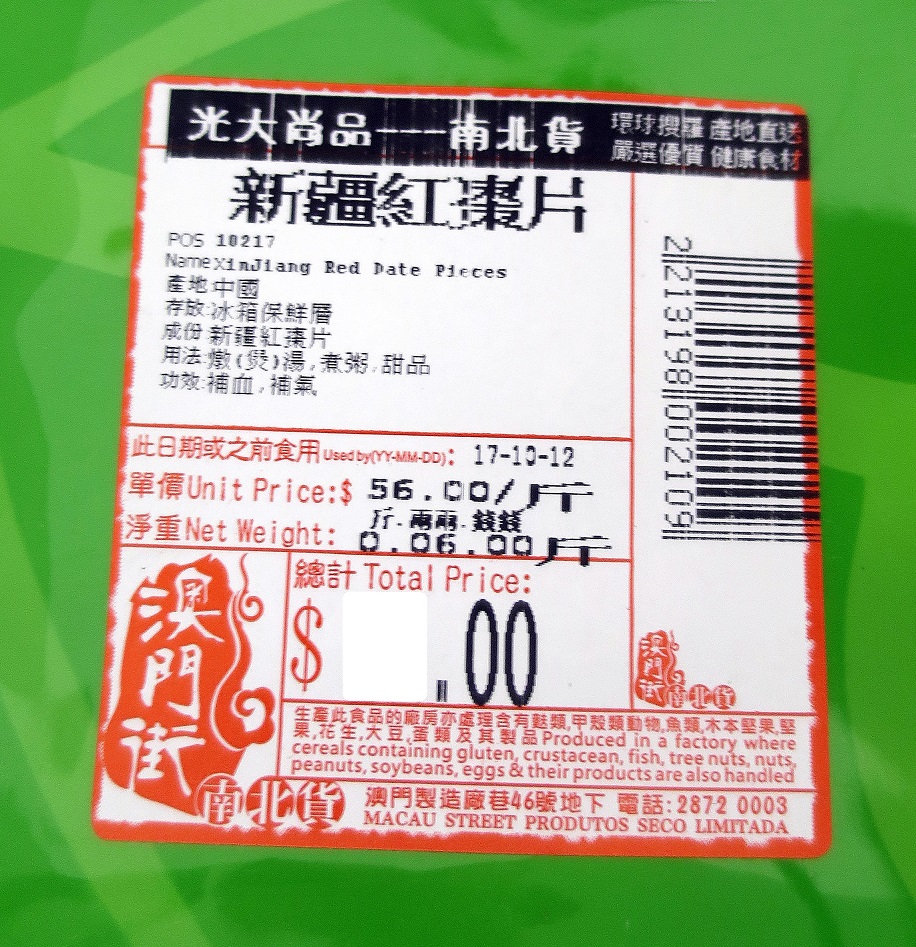 光大尚品---南北貨
環球搜羅 產地直送
嚴選優質 健康食材
新疆紅棗片
POS 10217
Name XinJiang Red Date Pieces
產地:中國
存放:冰箱保鮮層
成份:新疆紅棗片
用法:燉(煲)湯,煮粥,甜品
功效:補血,補氣
2213198002109
此日期或之前食用 Used by(YY-MM-DD): 17-10-12
單價Unit Price:$ 56.00/斤
斤.兩兩.錢錢
淨重Net Weight: 0.06.00斤
總計 Total Price:
$ .00
澳門街
南北貨
澳門街
南北貨
生產此食品的廠房亦處理含有麩類,甲殼類動物,魚類,木本堅果,堅
果,花生,大豆,蛋類及其製品Produced in a factory where
cereals containing gluten, crustacean, fish, tree nuts, nuts,
peanuts, soybeans, eggs & their products are also handled
澳門製造廠巷46號地下 電話:2872 0003
MACAU STREET PRODUTOS SECO LIMITADA